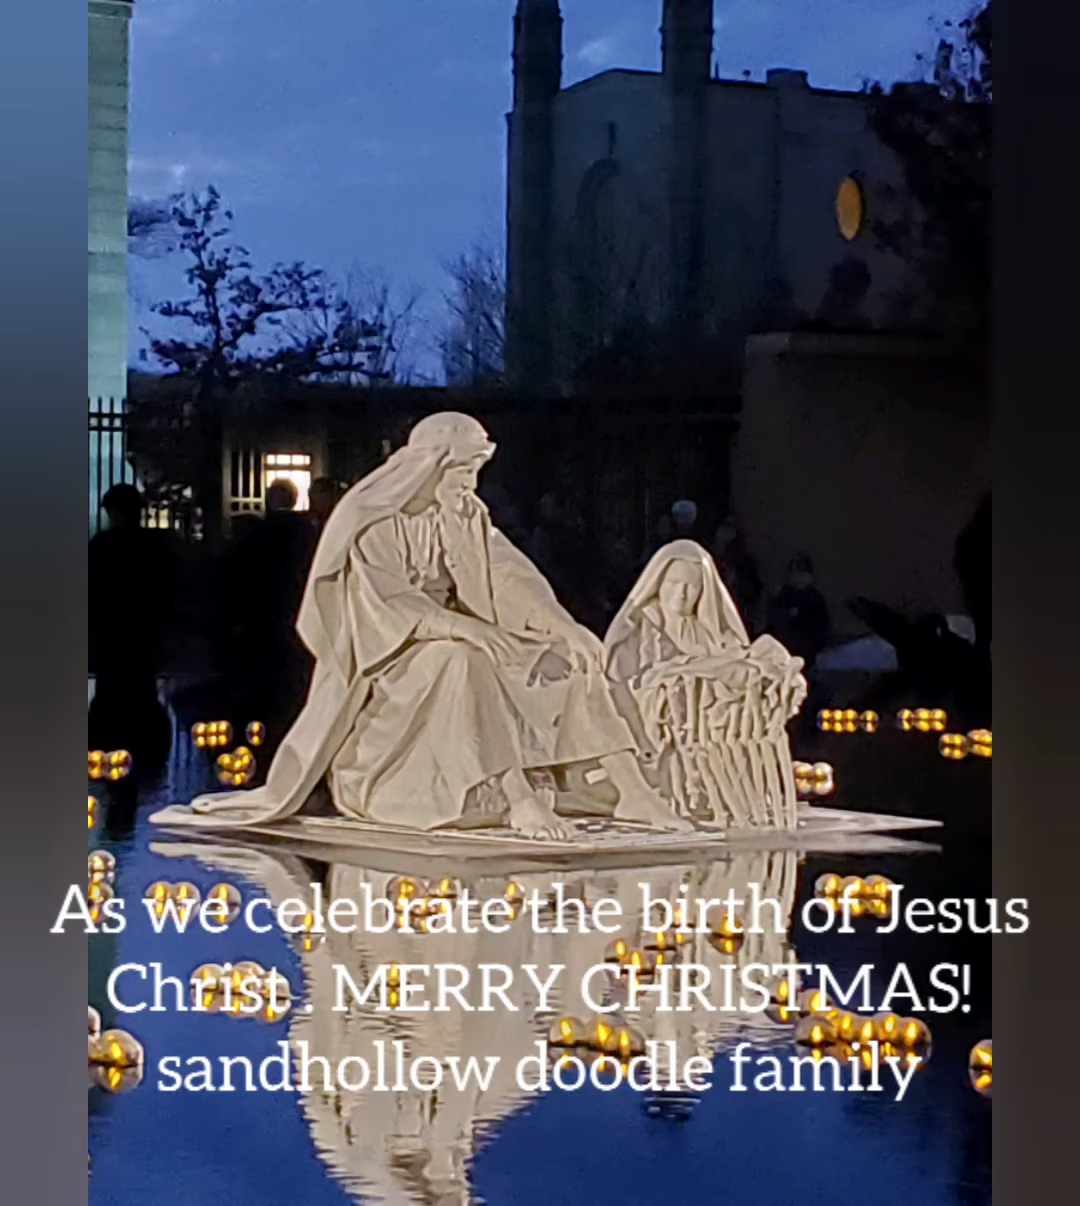 As we celebrate the birth of Jesus
Christ . MERRY CHRISTMAS!
sandhollow doodle family